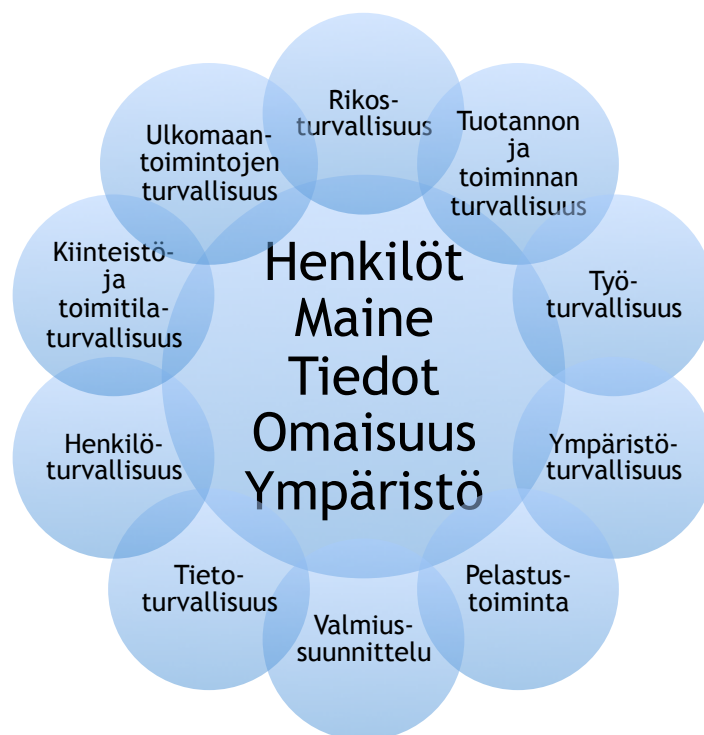 Rikos-
turvallisuus
Tuotannon
ja
toiminnan
turvallisuus
Työ-
turvallisuus
Ympäristö-
turvallisuus
Pelastus-
toiminta
Valmius-
suunnittelu
Tieto-
turvallisuus
Henkilö-
turvallisuus
Kiinteistö-
ja
toimitila-
turvallisuus
Ulkomaan-
toimintojen
turvallisuus
Henkilöt
Maine
Tiedot
Omaisuus
Ympäristö